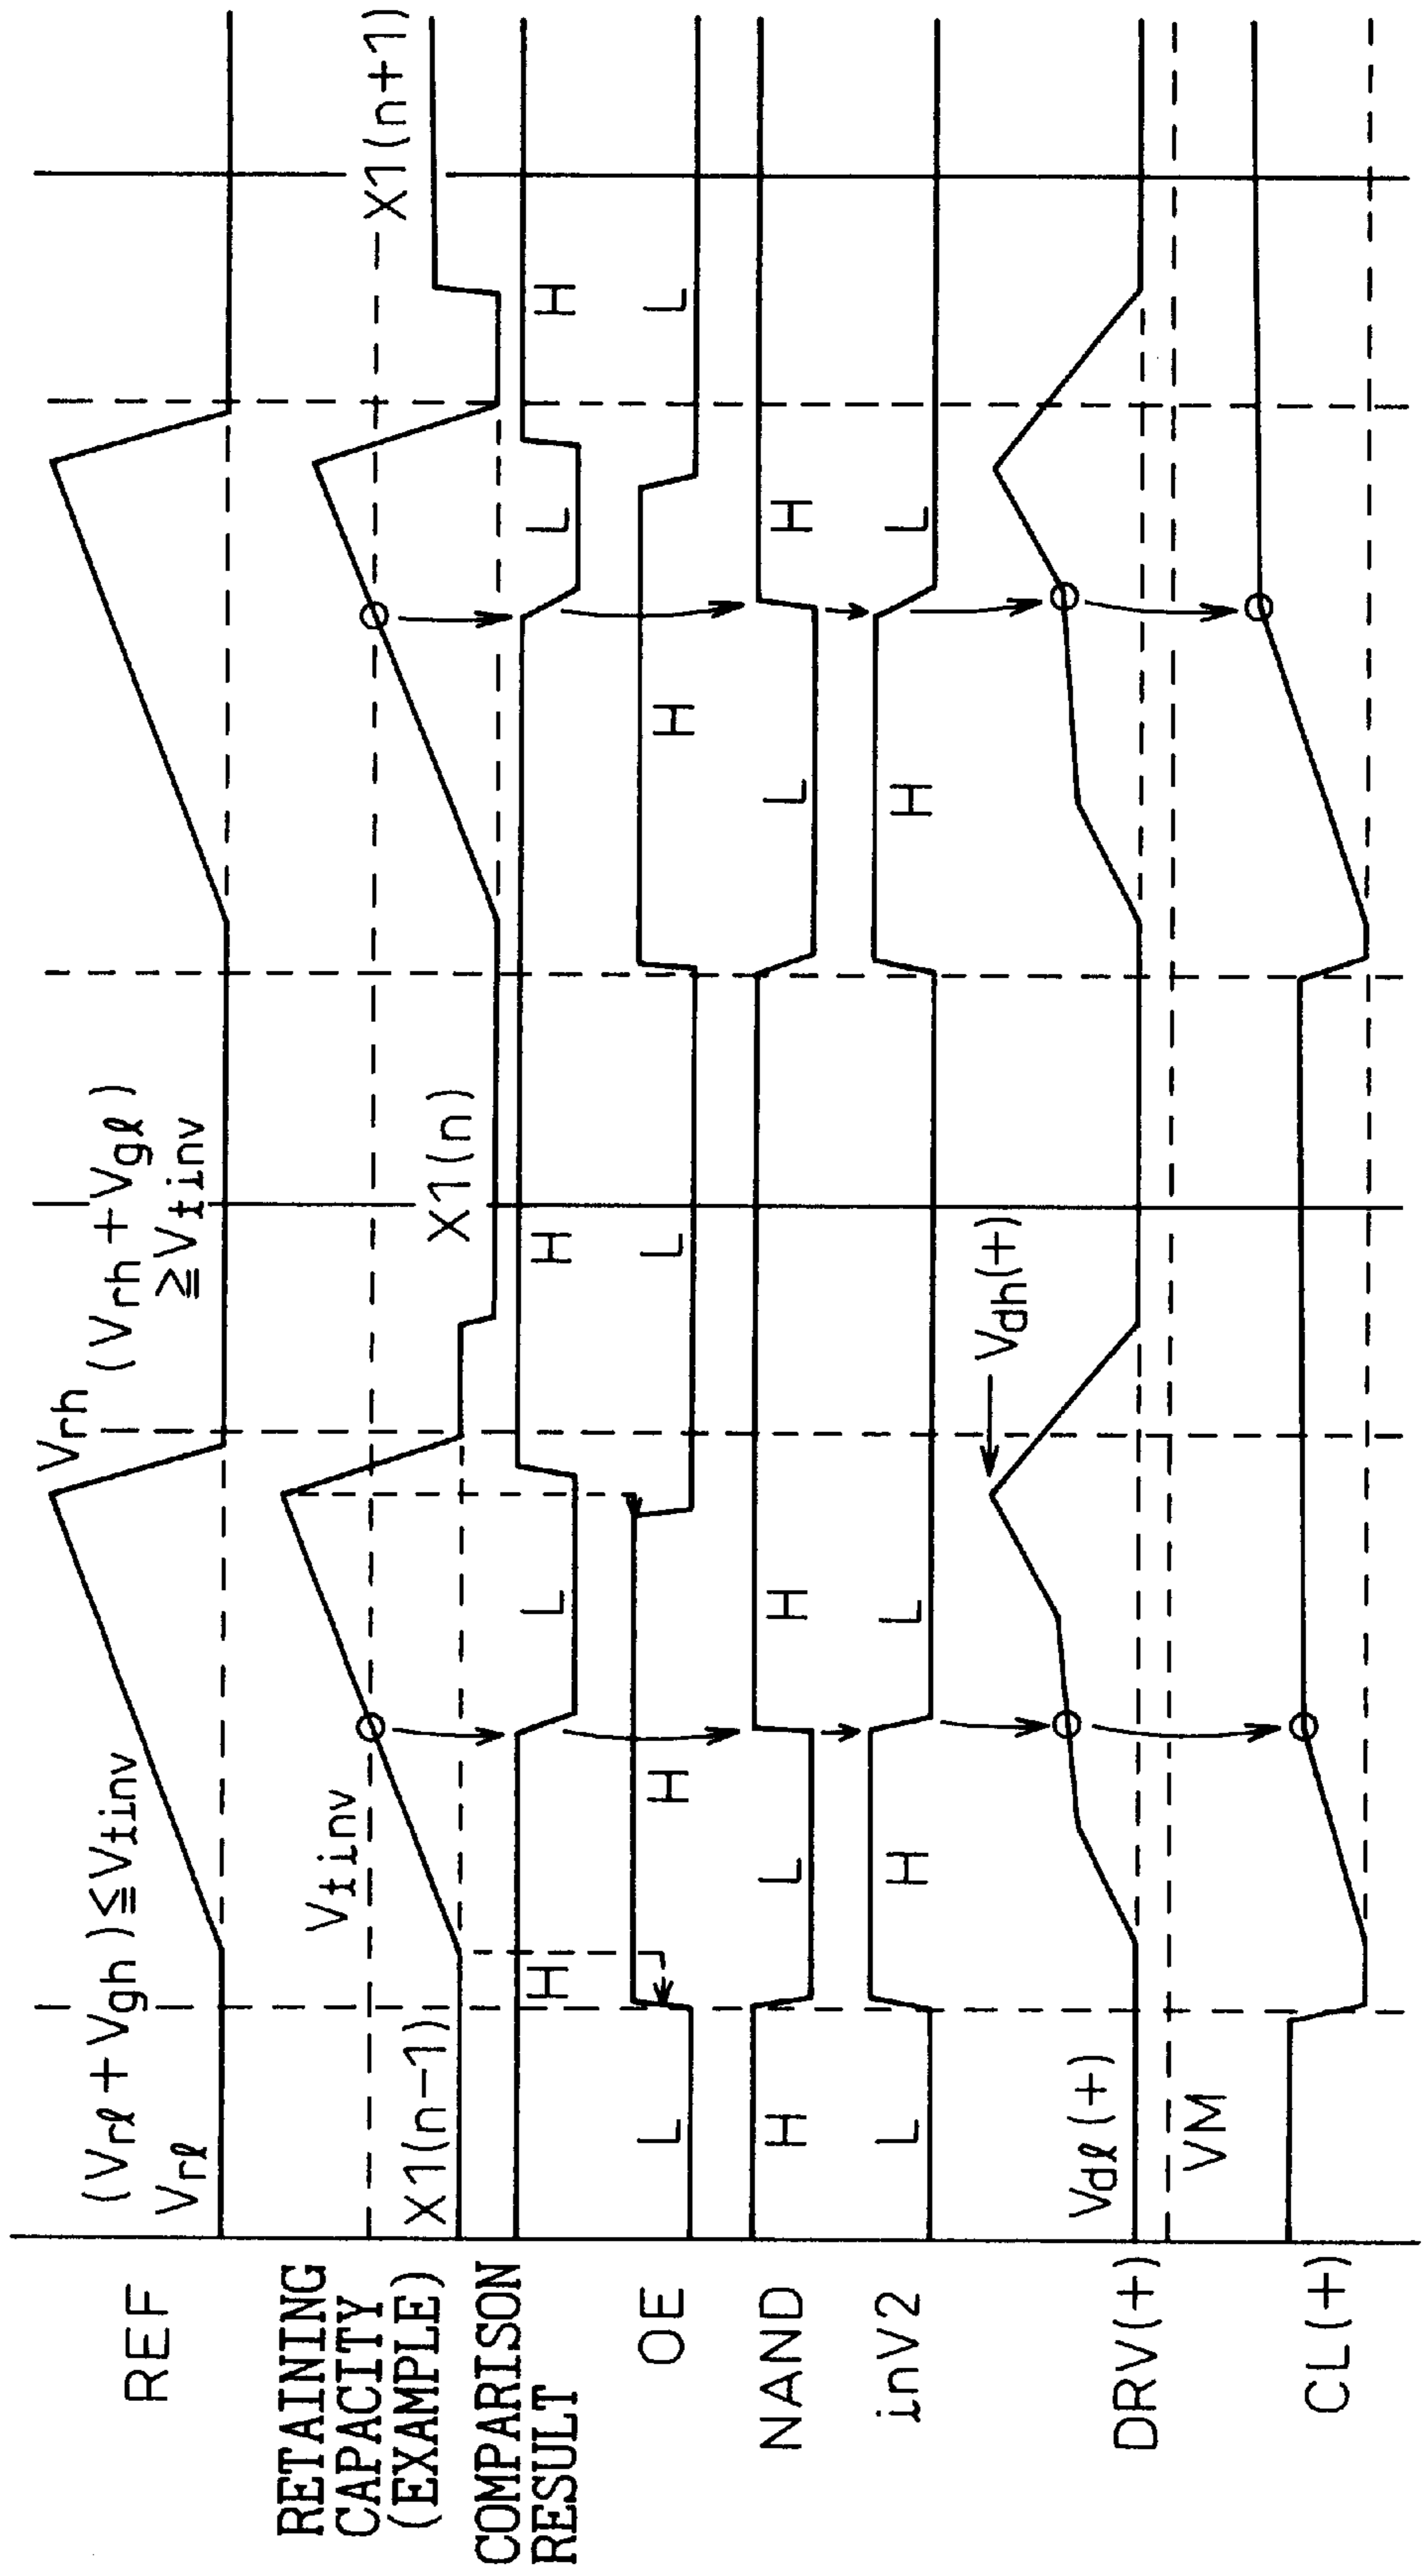 REF
(Vrℓ+Vgh)≦Vtinv
Vrℓ
Vrh
(Vrh+Vgℓ)
≧Vtinv
RETAINING
CAPACITY
(EXAMPLE)
Vtinv
X1(n-1)
X1(n)
X1(n+1)
COMPARISON
RESULT
H L H L H
OE
L H L H L
NAND
H L H L H
inV2
L H L H L
DRV(+)
Vdℓ(+)
VM
Vdh(+)
CL(+)